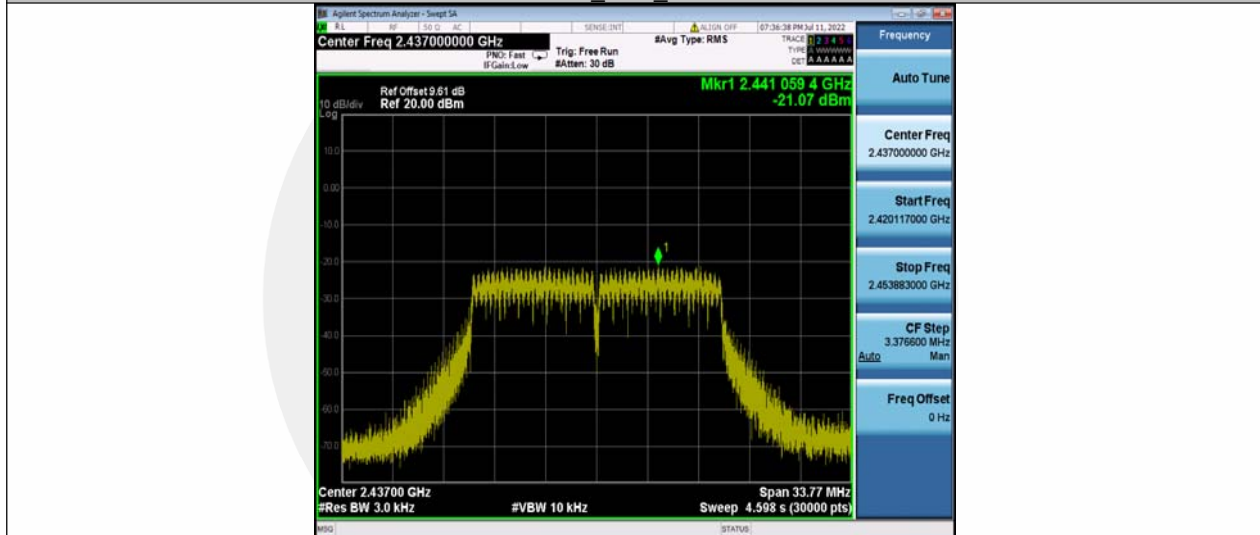 Agilent Spectrum Analyzer - Swept SA
RL RF 50 Ω AC SENSE:INT ALIGN OFF 07:36:38 PM Jul 11, 2022
Center Freq 2.437000000 GHz
PNO: Fast
IFGain:Low
Trig: Free Run
#Atten: 30 dB
#Avg Type: RMS
TRACE 1 2 3 4 5 6
TYPE A WWWWW
DET A A A A A A
Ref Offset 9.61 dB
Ref 20.00 dBm
Mkr1 2.441 059 4 GHz
-21.07 dBm
10 dB/div
Log
10.0
0.00
-10.0
-20.0
-30.0
-40.0
-50.0
-60.0
-70.0
1
Center 2.43700 GHz
Span 33.77 MHz
#Res BW 3.0 kHz
#VBW 10 kHz
Sweep 4.598 s (30000 pts)
MSG
STATUS
Frequency
Auto Tune
Center Freq
2.437000000 GHz
Start Freq
2.420117000 GHz
Stop Freq
2.453883000 GHz
CF Step
3.376600 MHz
Auto Man
Freq Offset
0 Hz